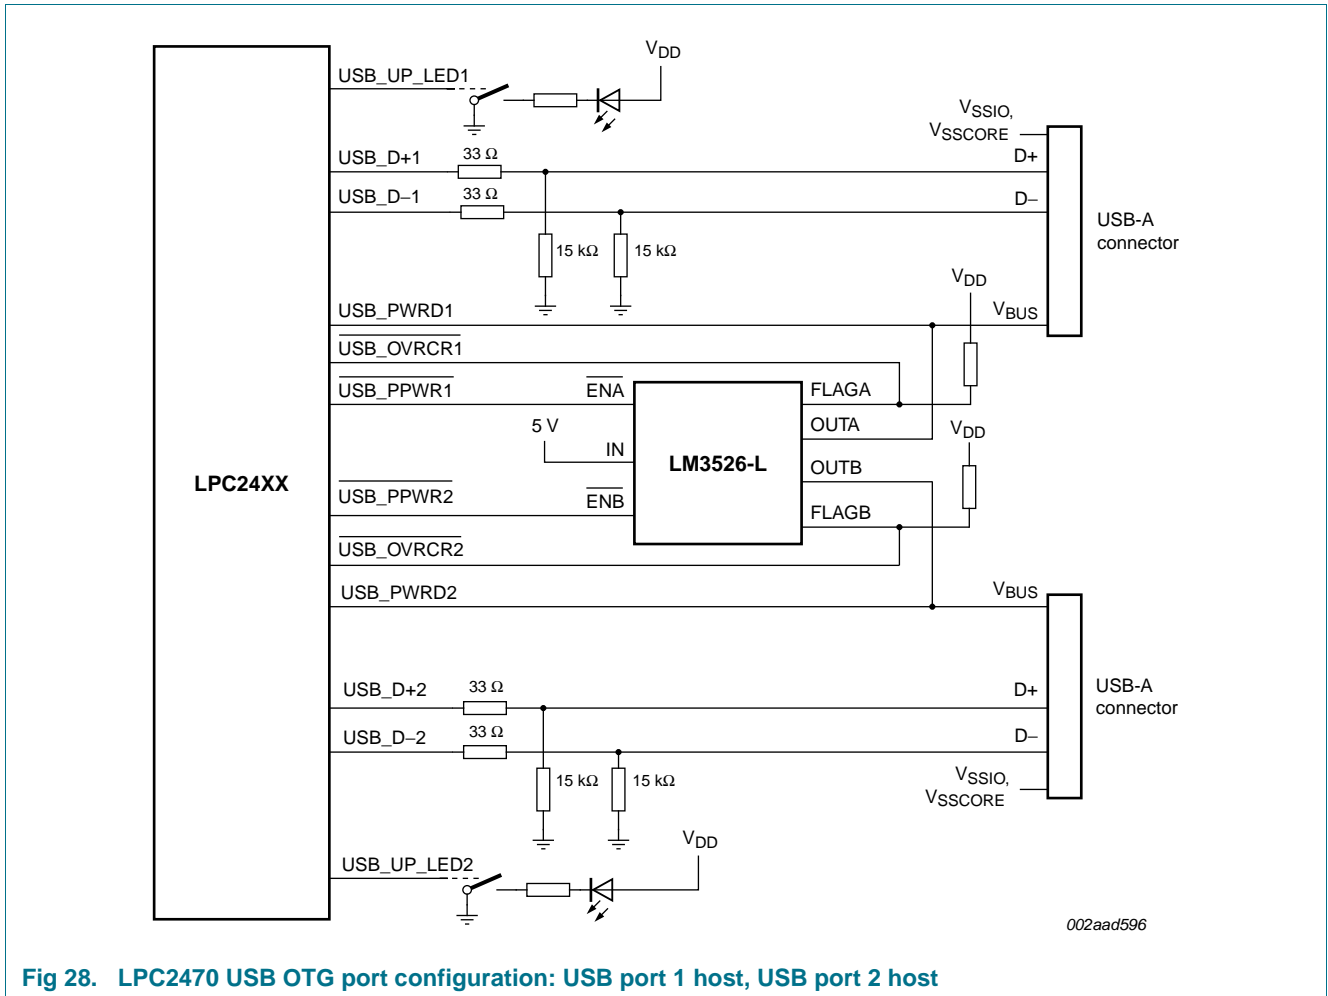 USB_UP_LED1
VDD
VSSIO,
VSSCORE
USB_D+1
33 Ω
D+
USB_D−1
33 Ω
D−
USB-A
connector
15 kΩ
15 kΩ
VDD
USB_PWRD1
VBUS
USB_OVRCR1
USB_PPWR1
ENA
FLAGA
5 V
OUTA
VDD
IN
LM3526-L
LPC24XX
OUTB
USB_PPWR2
ENB
FLAGB
USB_OVRCR2
USB_PWRD2
VBUS
USB_D+2
33 Ω
D+
USB-A
connector
USB_D−2
33 Ω
D−
15 kΩ
15 kΩ
VSSIO,
VSSCORE
VDD
USB_UP_LED2
002aad596
Fig 28. LPC2470 USB OTG port configuration: USB port 1 host, USB port 2 host